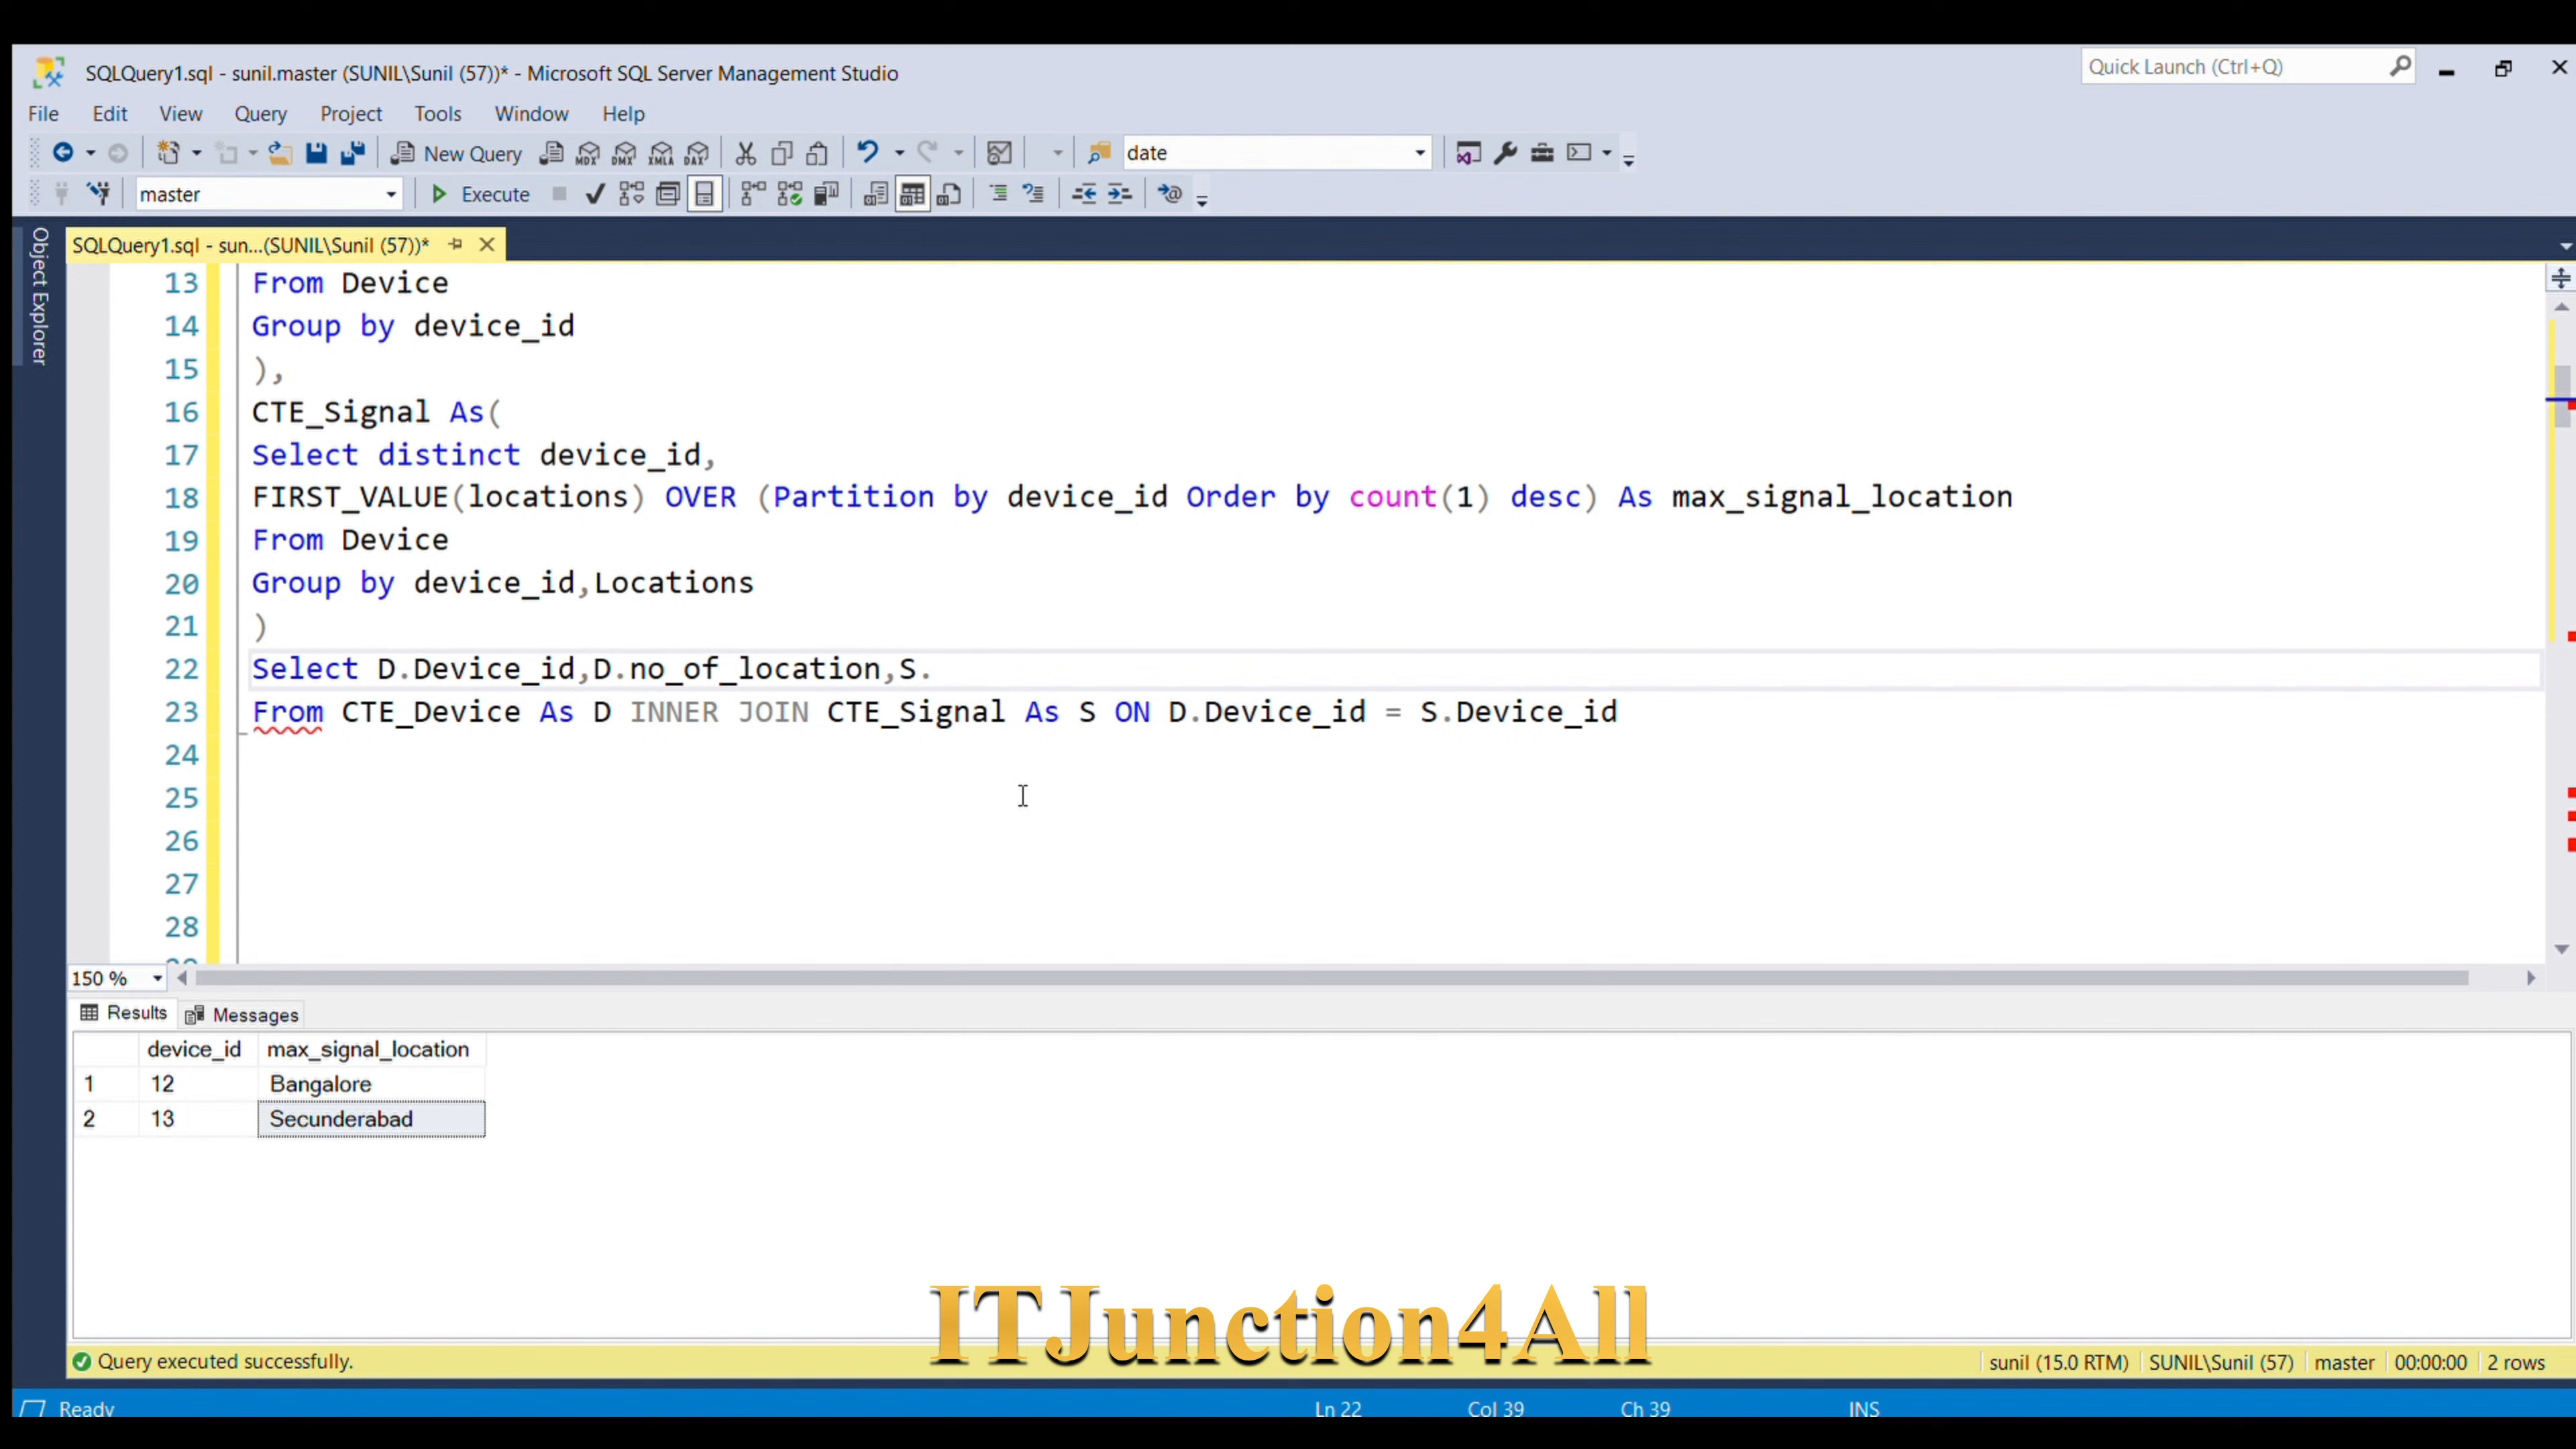 SQLQuery1.sql - sunil.master (SUNIL\Sunil (57))* - Microsoft SQL Server Management Studio
Quick Launch (Ctrl+Q)
File Edit View Query Project Tools Window Help
New Query MDX DMX XMLA DAX date
master Execute
Object Explorer
SQLQuery1.sql - sun...(SUNIL\Sunil (57))*
13 From Device
14 Group by device_id
15 ),
16 CTE_Signal As(
17 Select distinct device_id,
18 FIRST_VALUE(locations) OVER (Partition by device_id Order by count(1) desc) As max_signal_location
19 From Device
20 Group by device_id,Locations
21 )
22 Select D.Device_id,D.no_of_location,S.
23 From CTE_Device As D INNER JOIN CTE_Signal As S ON D.Device_id = S.Device_id
24
25
26
27
28
150 %
Results Messages
device_id max_signal_location
1 12 Bangalore
2 13 Secunderabad
ITJunction4All
Query executed successfully.
sunil (15.0 RTM) SUNIL\Sunil (57) master 00:00:00 2 rows
Ready Ln 22 Col 39 Ch 39 INS